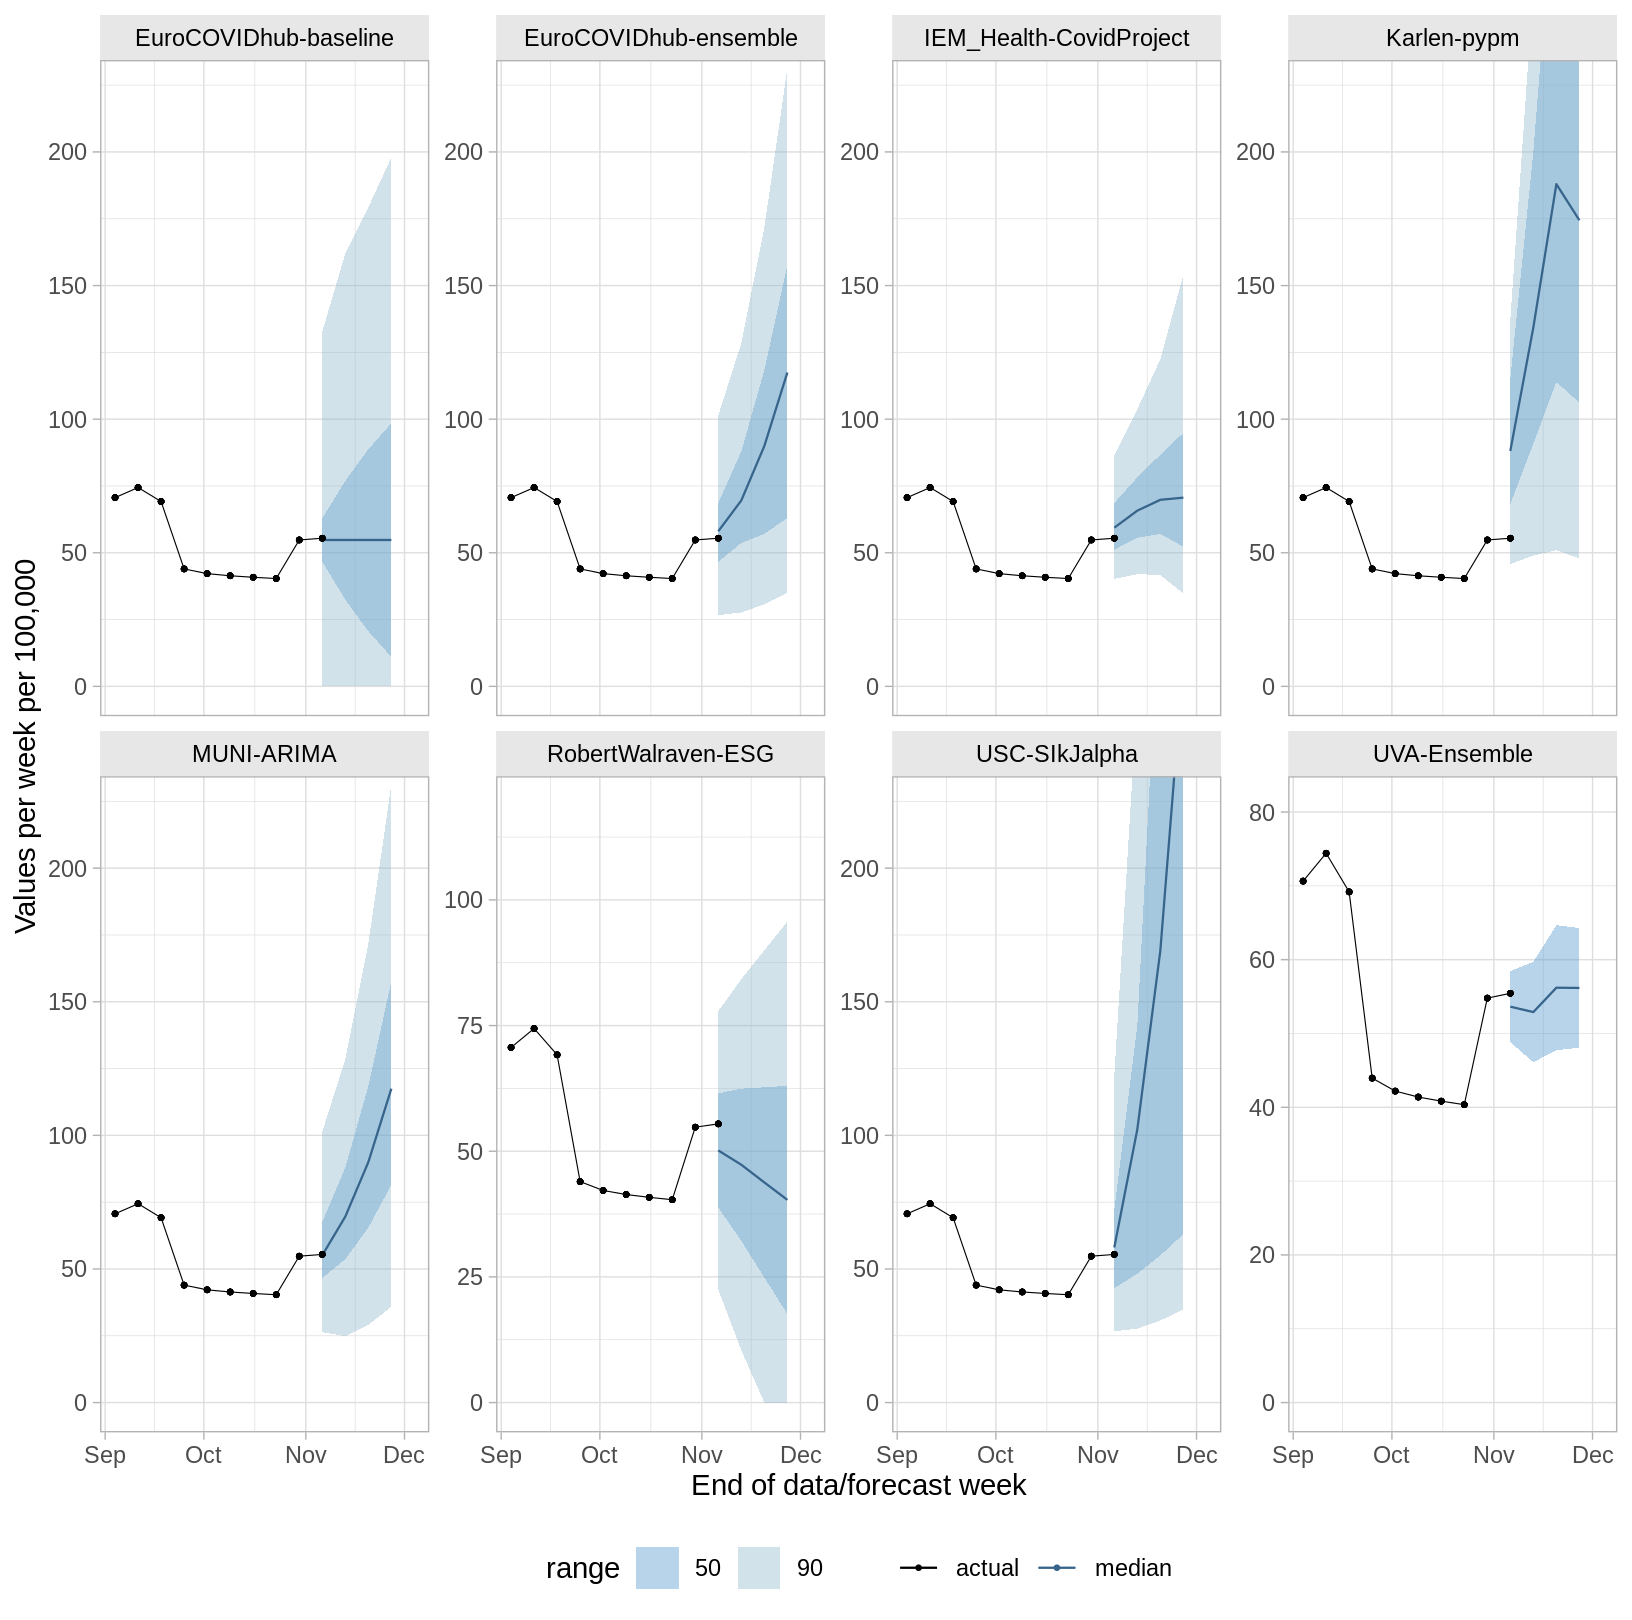 EuroCOVIDhub-baseline
EuroCOVIDhub-ensemble
IEM_Health-CovidProject
Karlen-pypm
200
150
100
50
0
200
150
100
50
0
200
150
100
50
0
200
150
100
50
0
Values per week per 100,000
MUNI-ARIMA
RobertWalraven-ESG
USC-SIkJalpha
UVA-Ensemble
200
150
100
50
0
100
75
50
25
0
200
150
100
50
0
80
60
40
20
0
Sep Oct Nov Dec
Sep Oct Nov Dec
Sep Oct Nov Dec
Sep Oct Nov Dec
End of data/forecast week
range 50 90 actual median